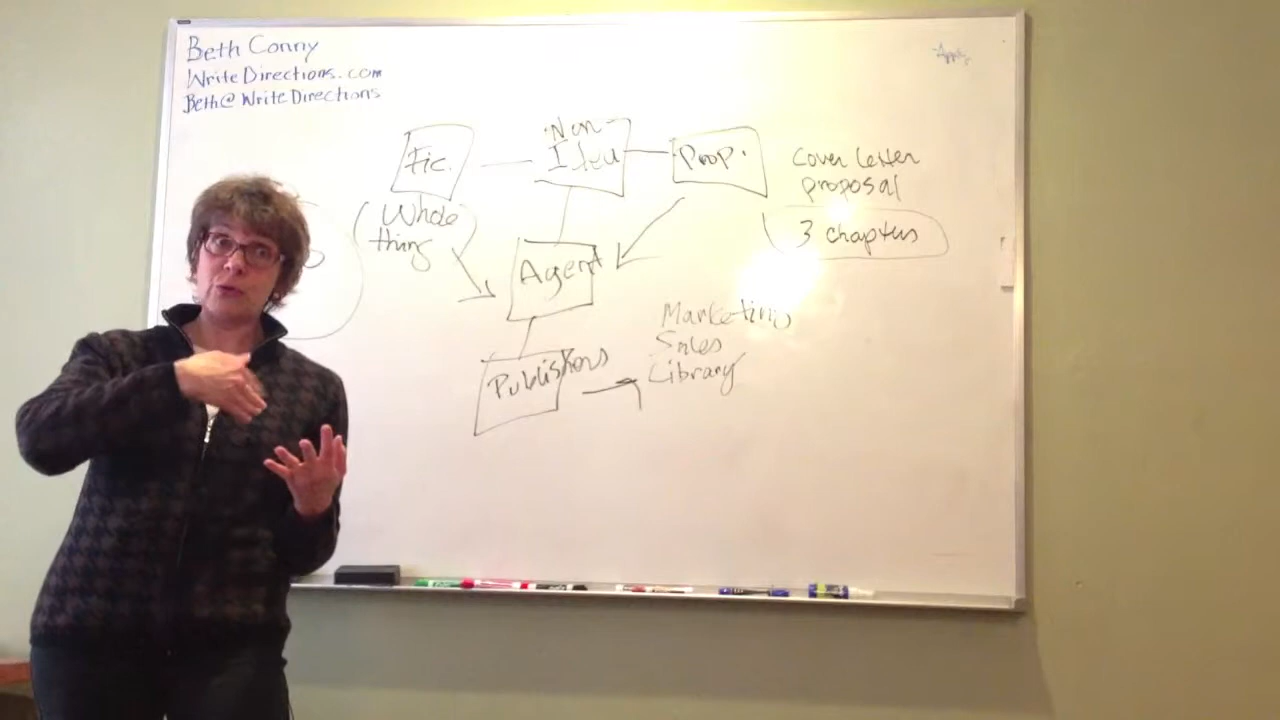 Beth Conny
WriteDirections.com
Beth@WriteDirections
Fic.
Non
Idea
Prop.
Cover letter
proposal
3 chapters
Whole
thing
Agent
Marketing
Sales
Library
Publishers